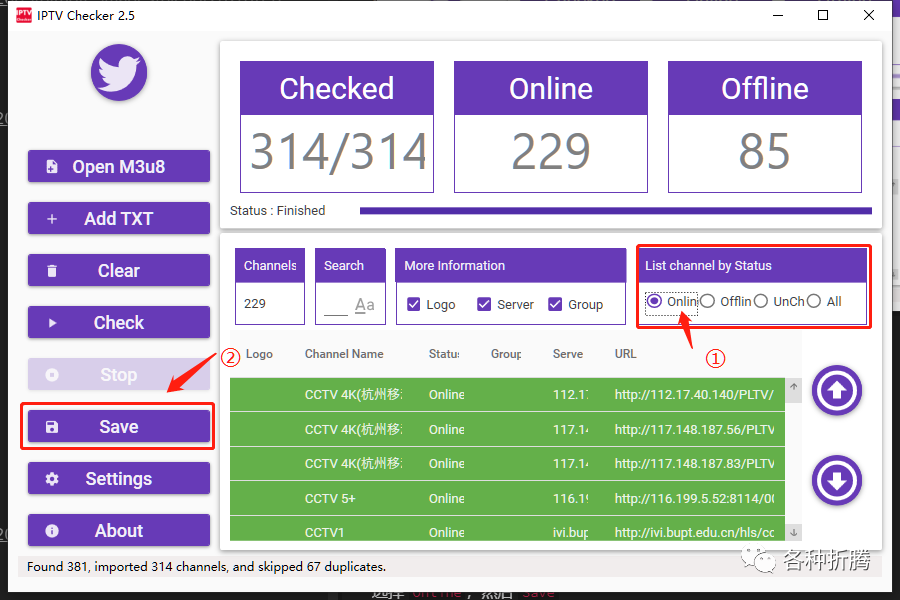 IPTV Checker 2.5
Checked
Online
Offline
314/314
229
85
Status : Finished
Open M3u8
Add TXT
Clear
Check
Stop
Save
Settings
About
Channels
229
Search
Aa
More Information
Logo
Server
Group
List channel by Status
Onlin
Offlin
UnCh
All
①
②
Logo Channel Name Status Group Serve URL
CCTV 4K(杭州移 Online 112.1 http://112.17.40.140/PLTV/
CCTV 4K(杭州移 Online 117.14 http://117.148.187.56/PLTV
CCTV 4K(杭州移 Online 117.14 http://117.148.187.83/PLTV
CCTV 5+ Online 116.19 http://116.199.5.52:8114/00
CCTV1 Online ivi.bup http://ivi.bupt.edu.cn/hls/cc
Found 381, imported 314 channels, and skipped 67 duplicates.
各种折腾